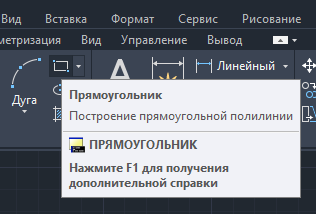 Вид Вставка Формат Сервис Рисование
Вид Управление Вывод
Дуга
Линейный
Прямоугольник
Построение прямоугольной полилинии
ПРЯМОУГОЛЬНИК
Нажмите F1 для получения
дополнительной справки